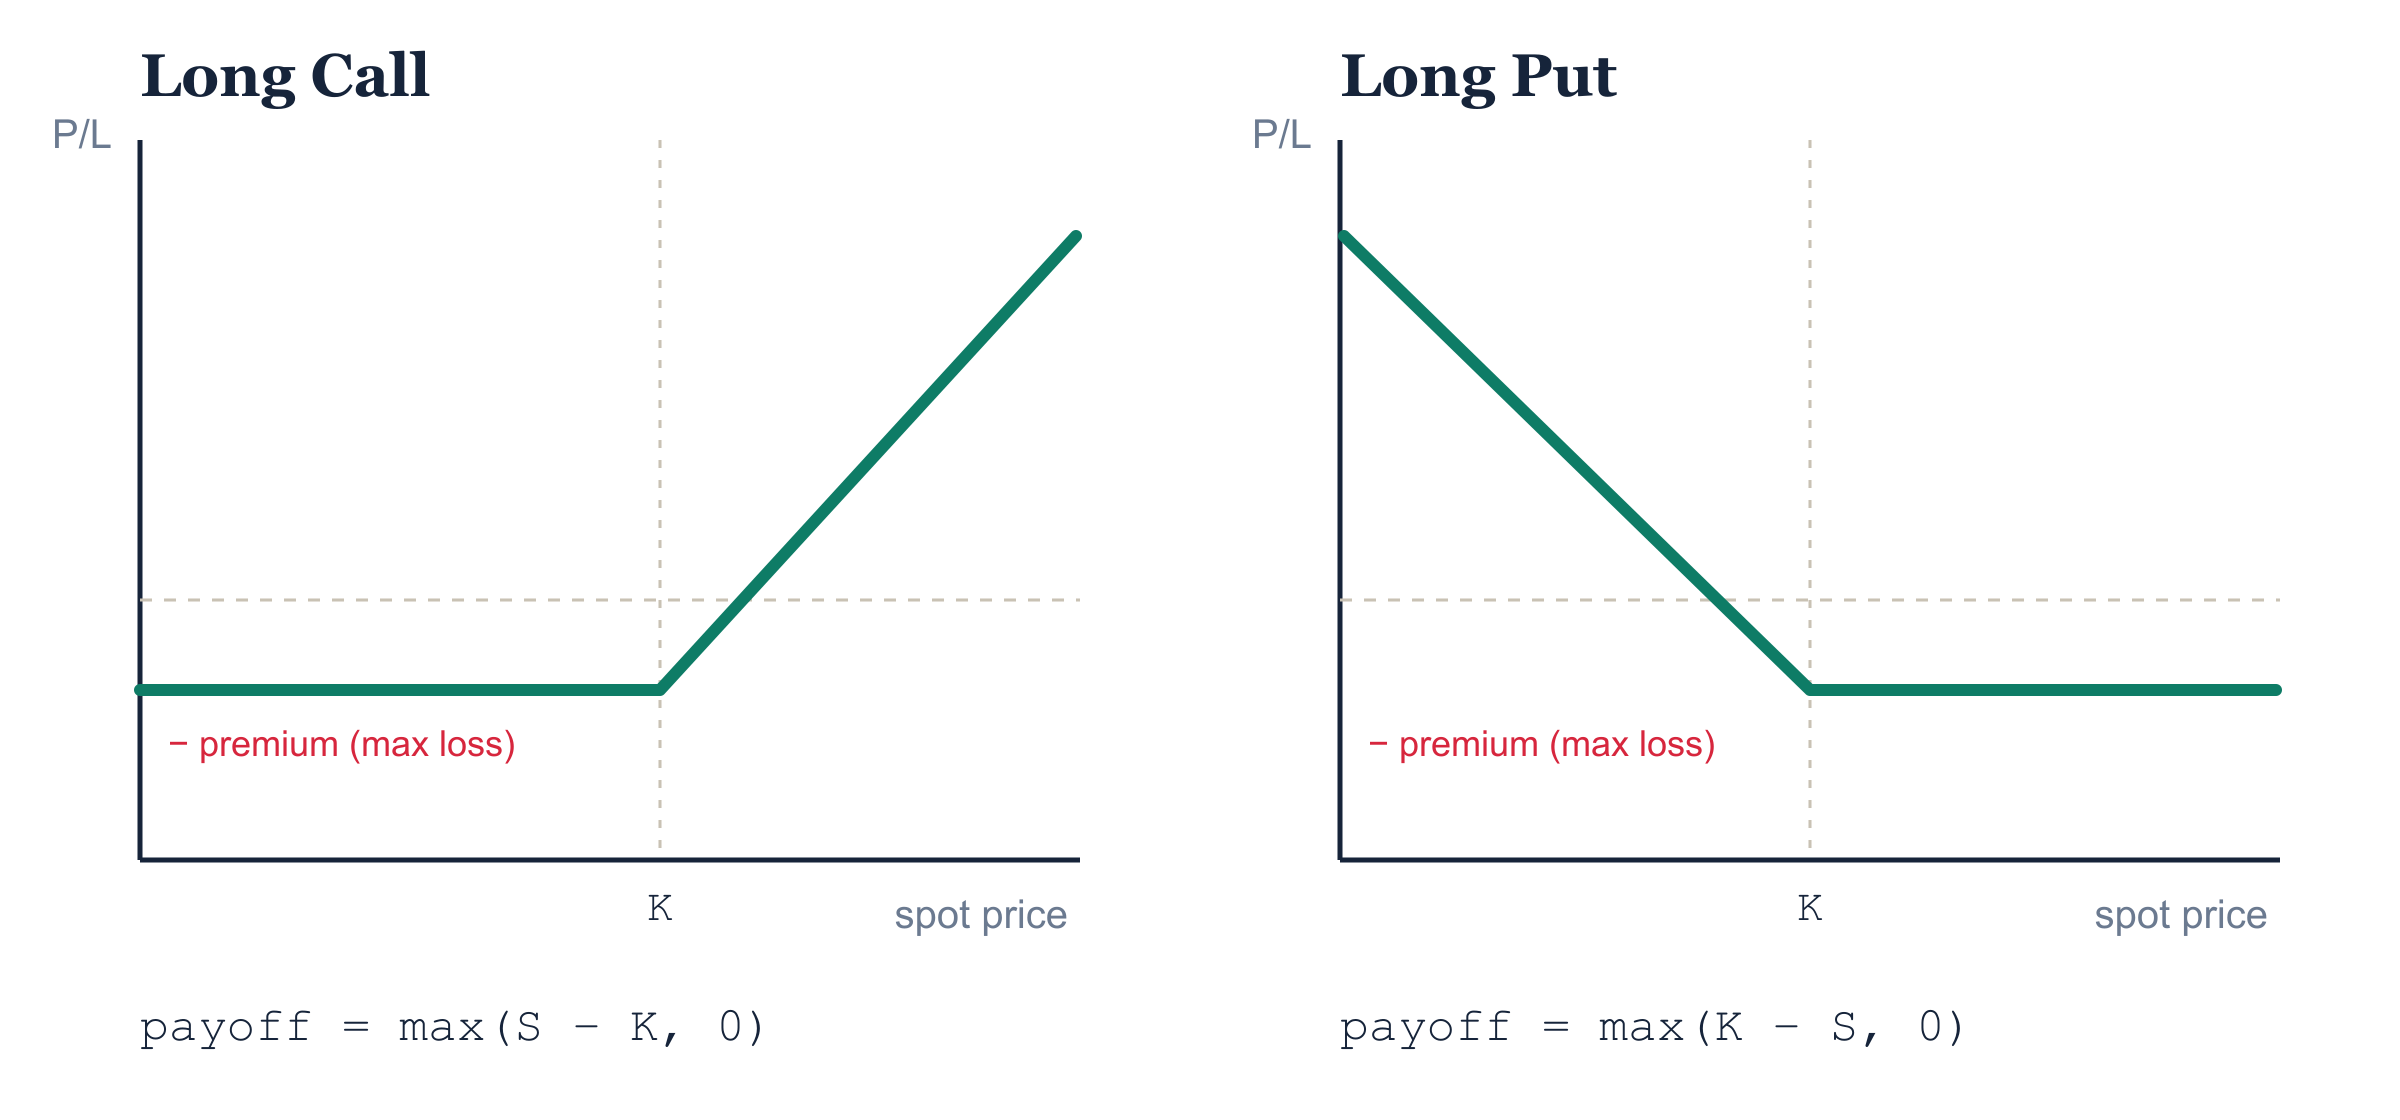 Long Call
P/L
− premium (max loss)
K
spot price
payoff = max(S − K, 0)
Long Put
P/L
− premium (max loss)
K
spot price
payoff = max(K − S, 0)